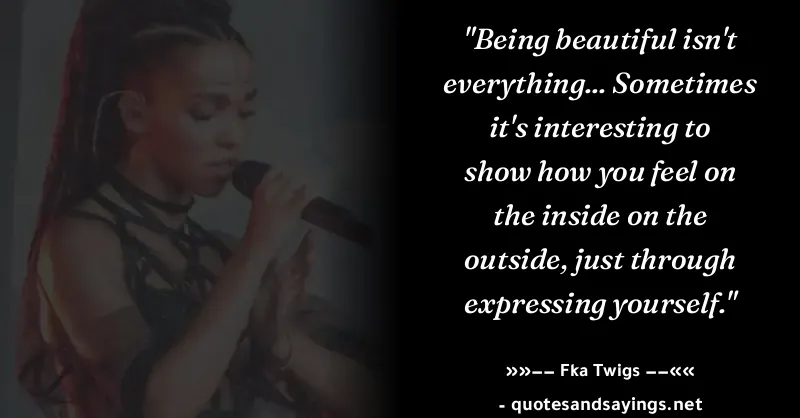 "Being beautiful isn't
everything... Sometimes
it's interesting to
show how you feel on
the inside on the
outside, just through
expressing yourself."
»»−− Fka Twigs −−««
- quotesandsayings.net